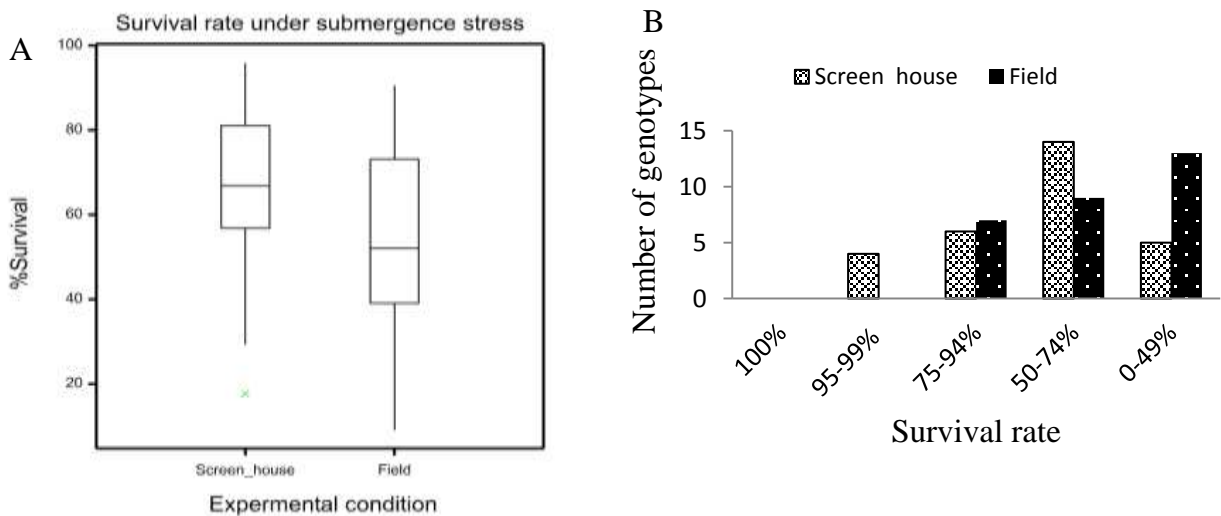 A
Survival rate under submergence stress
100
80
60
40
20
%Survival
Screen_house
Field
Expermental condition
B
Screen house
Field
Number of genotypes
15
10
5
0
100%
95-99%
75-94%
50-74%
0-49%
Survival rate